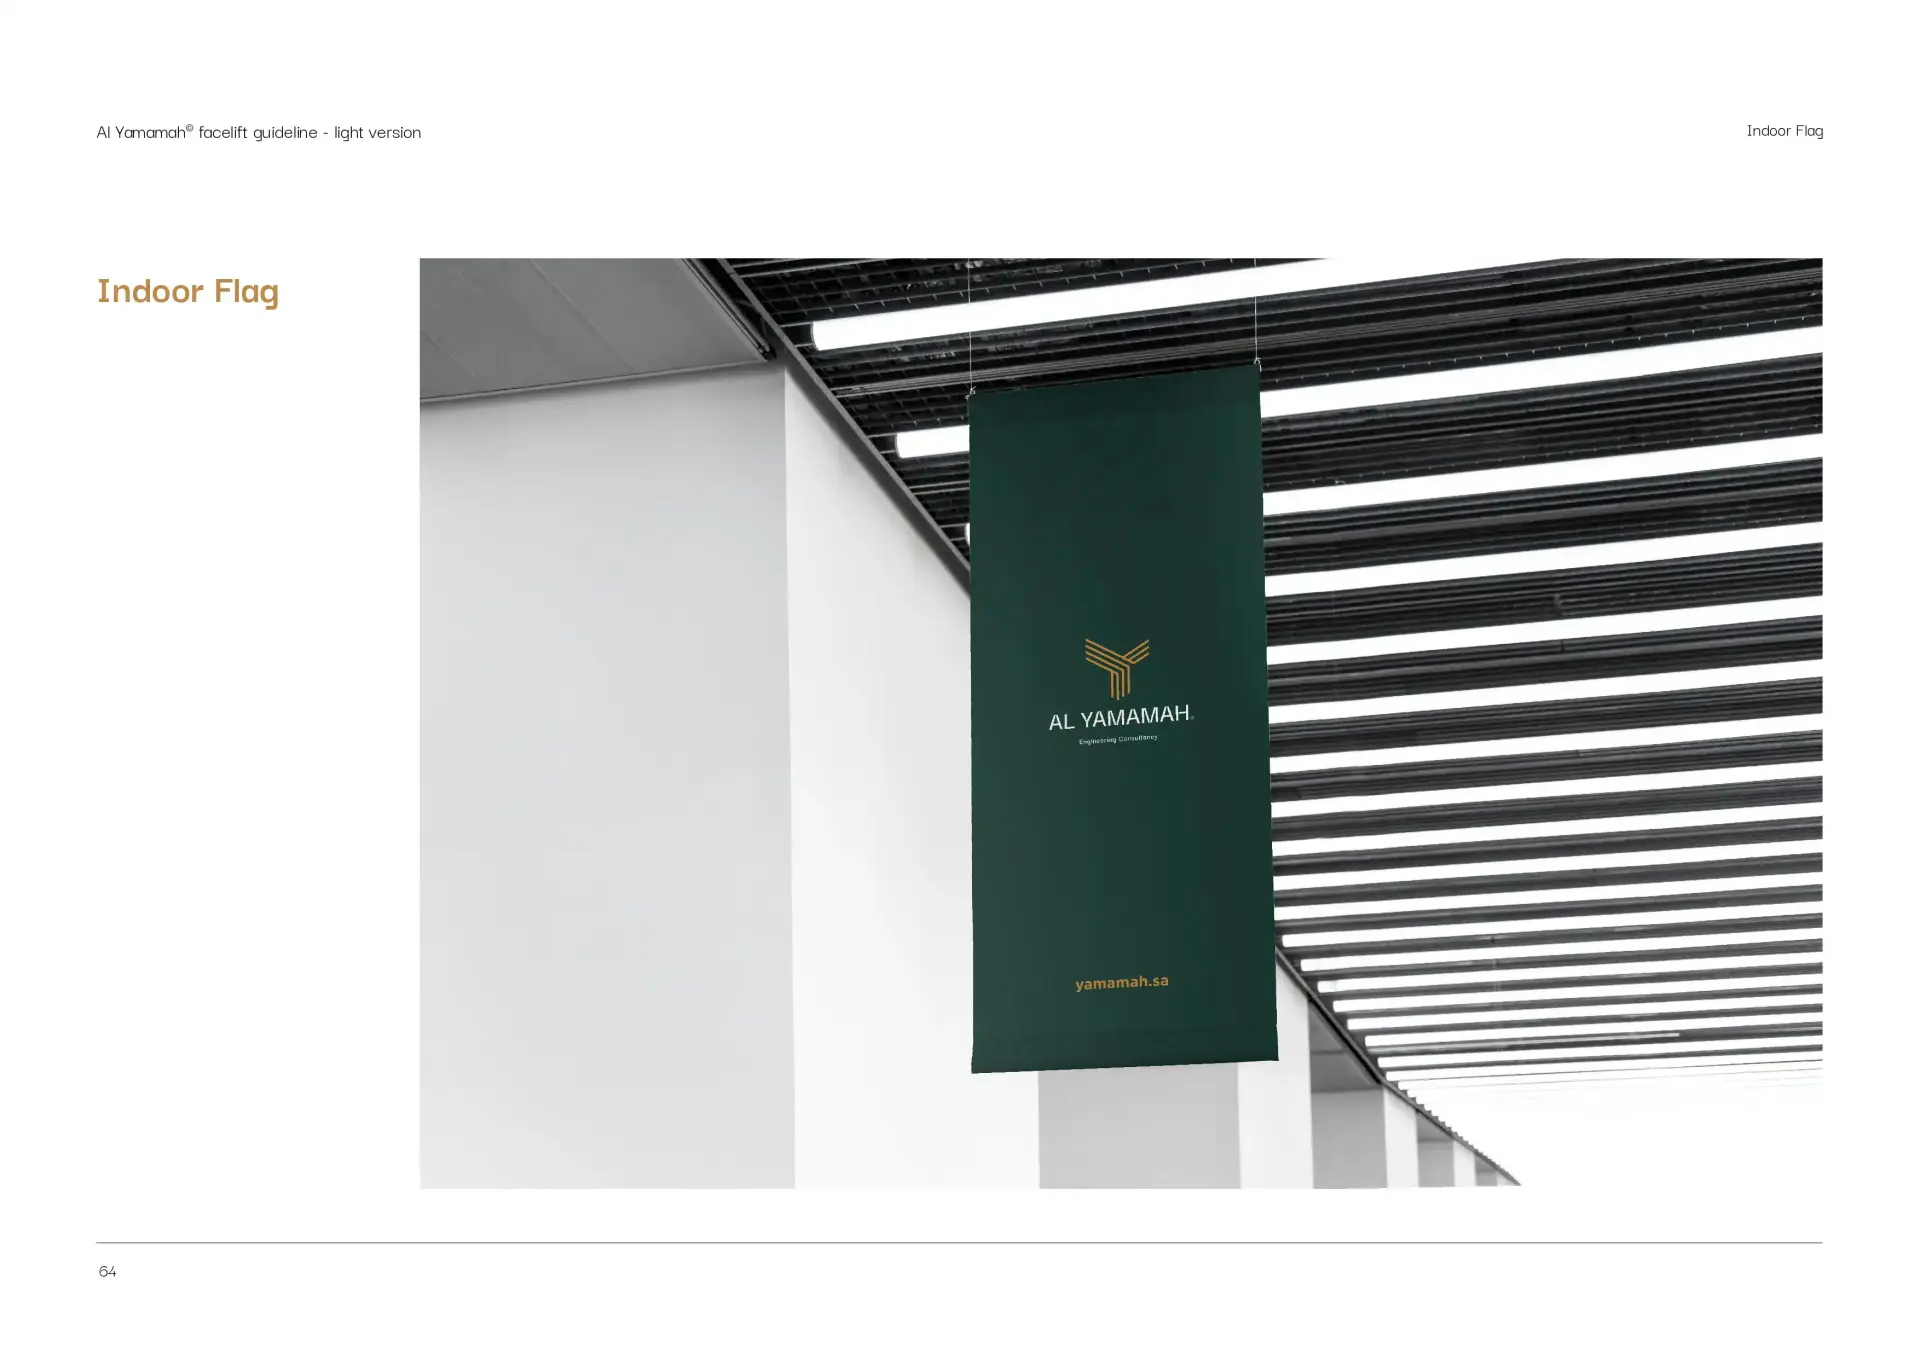 Al Yamamah© facelift guideline - light version
Indoor Flag
Indoor Flag
AL YAMAMAH
Engineering Consultancy
yamamah.sa
64